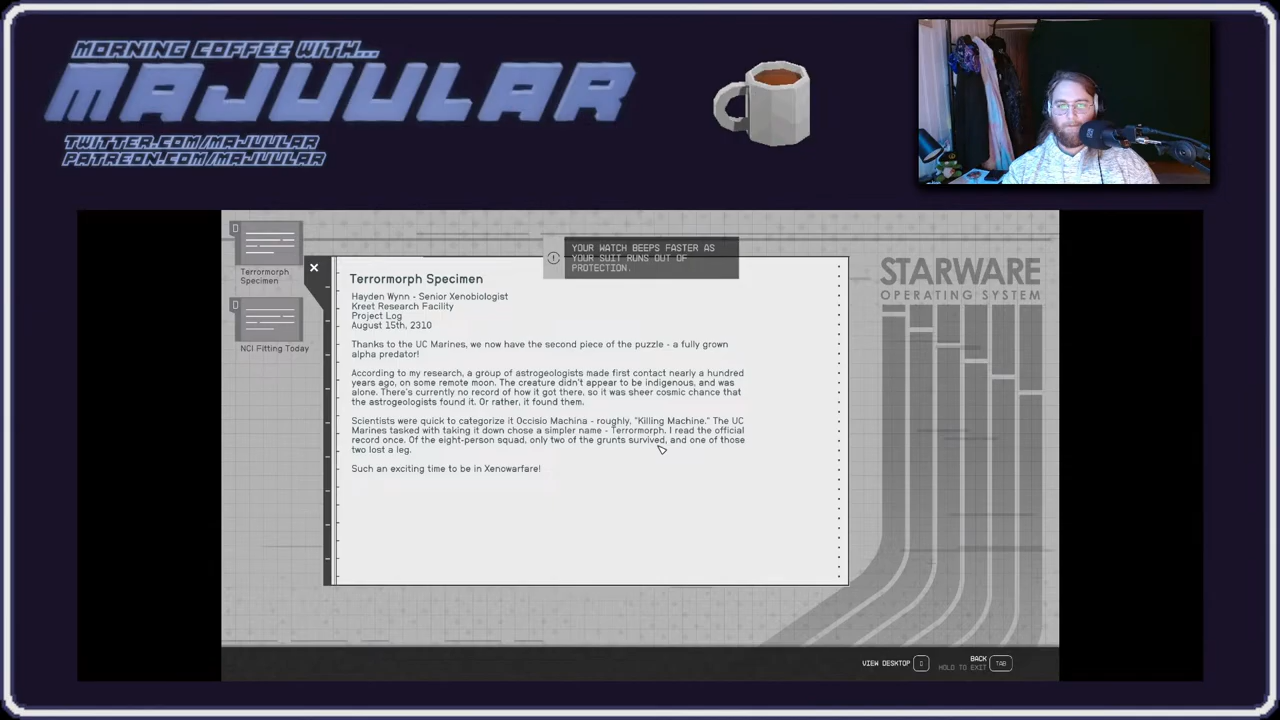 MORNING COFFEE WITH...
MAJUULAR
TWITTER.COM/MAJUULAR
PATREON.COM/MAJUULAR
YOUR WATCH BEEPS FASTER AS
YOUR SUIT RUNS OUT OF
PROTECTION.
Terrormorph
Specimen
NCI Fitting Today
Terrormorph Specimen
Hayden Wynn - Senior Xenobiologist
Kreet Research Facility
Project Log
August 15th, 2310
Thanks to the UC Marines, we now have the second piece of the puzzle - a fully grown
alpha predator!
According to my research, a group of astrogeologists made first contact nearly a hundred
years ago, on some remote moon. The creature didn't appear to be indigenous, and was
alone. There's currently no record of how it got there, so it was sheer cosmic chance that
the astrogeologists found it. Or rather, it found them.
Scientists were quick to categorize it Occisio Machina - roughly, "Killing Machine." The UC
Marines tasked with taking it down chose a simpler name - Terrormorph. I read the official
record once. Of the eight-person squad, only two of the grunts survived, and one of those
two lost a leg.
Such an exciting time to be in Xenowarfare!
STARWARE
OPERATING SYSTEM
VIEW DESKTOP
BACK
HOLD TO EXIT
TAB